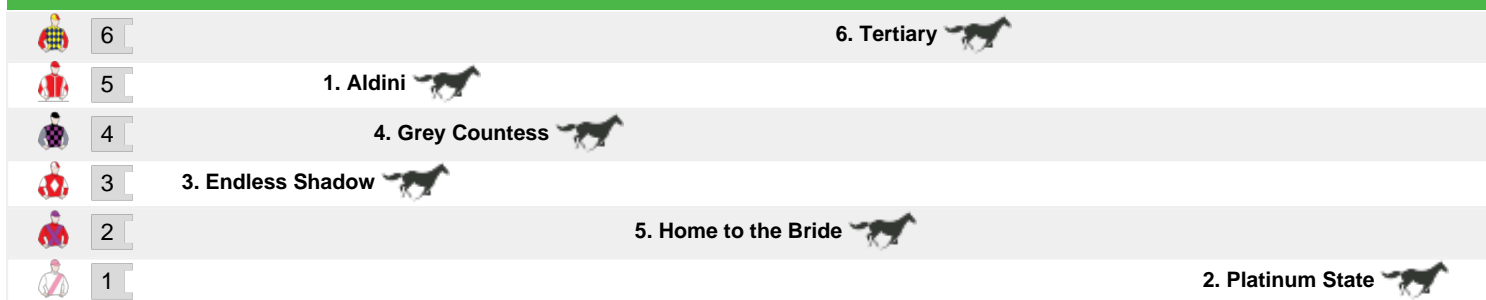 6 6. Tertiary
5 1. Aldini
4 4. Grey Countess
3 3. Endless Shadow
2 5. Home to the Bride
1 2. Platinum State